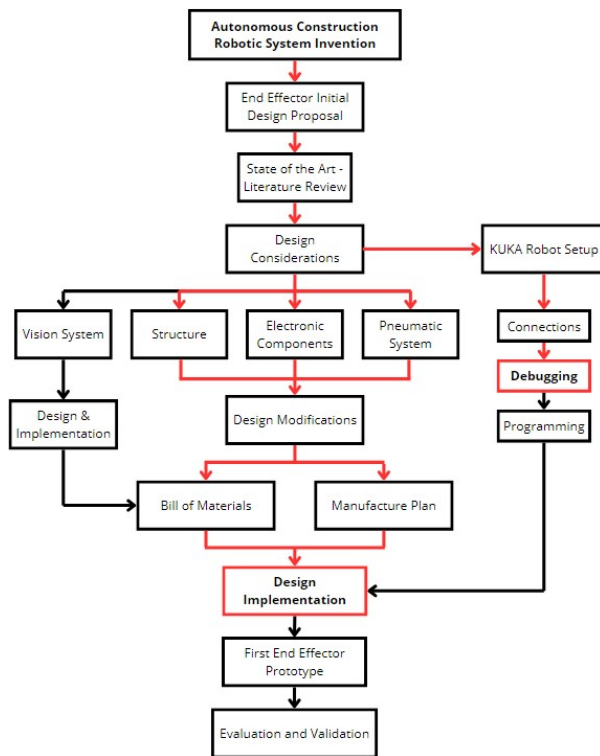 Autonomous Construction
Robotic System Invention
End Effector Initial
Design Proposal
State of the Art -
Literature Review
Design
Considerations
KUKA Robot Setup
Vision System
Structure
Electronic
Components
Pneumatic
System
Connections
Debugging
Design &
Implementation
Design Modifications
Programming
Bill of Materials
Manufacture Plan
Design
Implementation
First End Effector
Prototype
Evaluation and Validation